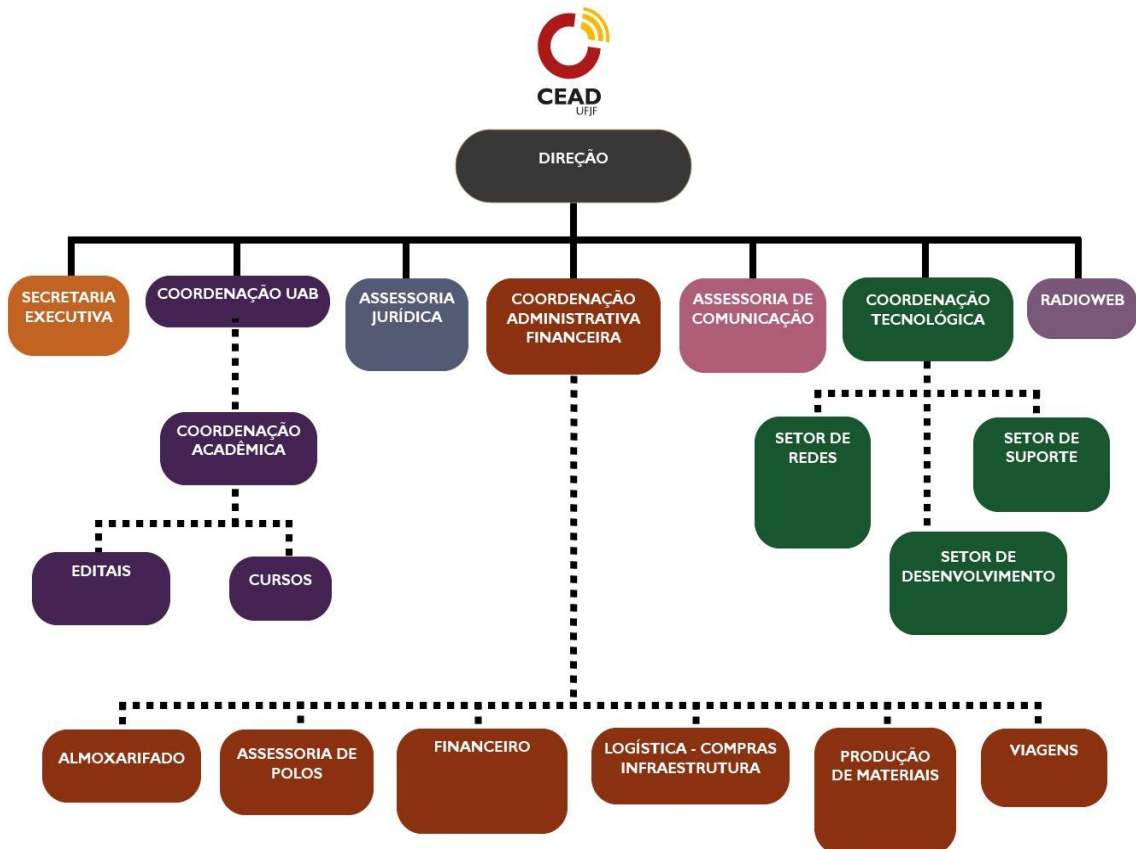 CEAD
UFJF
DIREÇÃO
SECRETARIA
EXECUTIVA
COORDENAÇÃO UAB
ASSESSORIA
JURÍDICA
COORDENAÇÃO
ADMINISTRATIVA
FINANCEIRA
ASSESSORIA DE
COMUNICAÇÃO
COORDENAÇÃO
TECNOLÓGICA
RADIOWEB
COORDENAÇÃO
ACADÊMICA
SETOR DE
REDES
SETOR DE
SUPORTE
EDITAIS
CURSOS
SETOR DE
DESENVOLVIMENTO
ALMOXARIFADO
ASSESSORIA DE
POLOS
FINANCEIRO
LOGÍSTICA - COMPRAS
INFRAESTRUTURA
PRODUÇÃO
DE MATERIAIS
VIAGENS